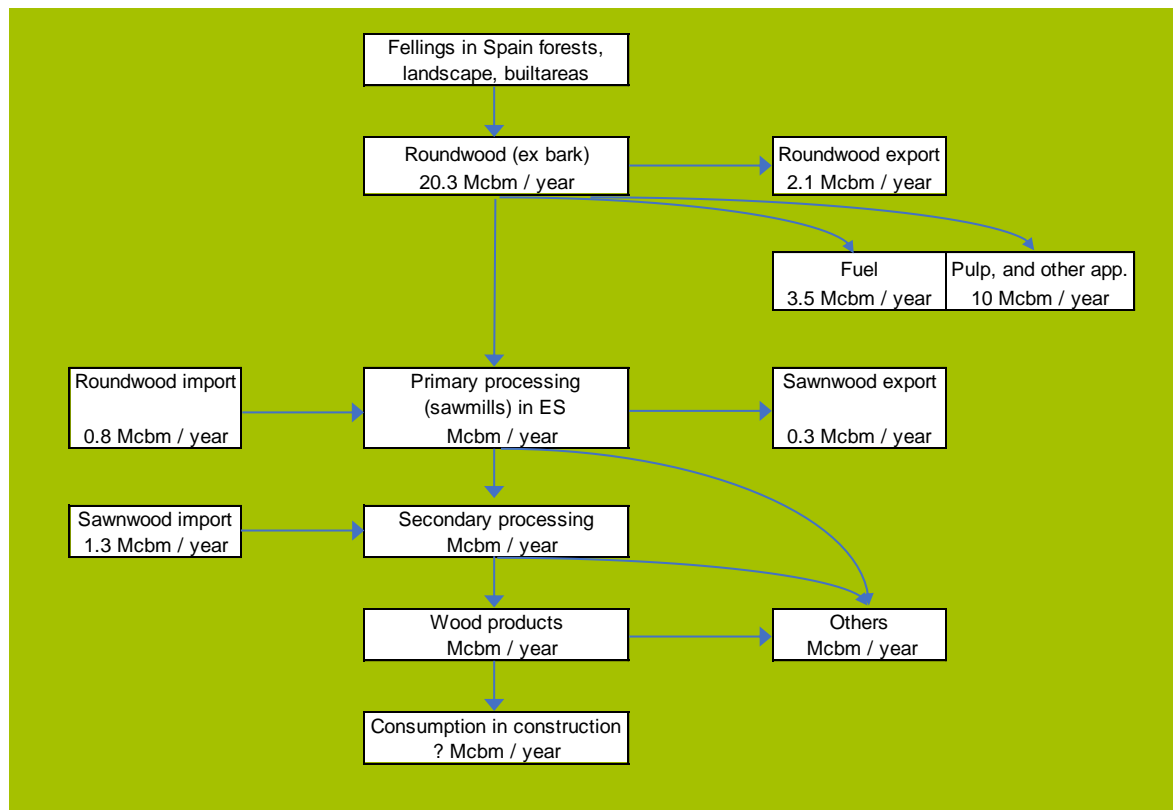 Fellings in Spain forests,
landscape, builtareas
Roundwood (ex bark)
20.3 Mcbm / year
Roundwood export
2.1 Mcbm / year
Fuel
3.5 Mcbm / year
Pulp, and other app.
10 Mcbm / year
Roundwood import
0.8 Mcbm / year
Primary processing
(sawmills) in ES
Mcbm / year
Sawnwood export
0.3 Mcbm / year
Sawnwood import
1.3 Mcbm / year
Secondary processing
Mcbm / year
Wood products
Mcbm / year
Others
Mcbm / year
Consumption in construction
? Mcbm / year